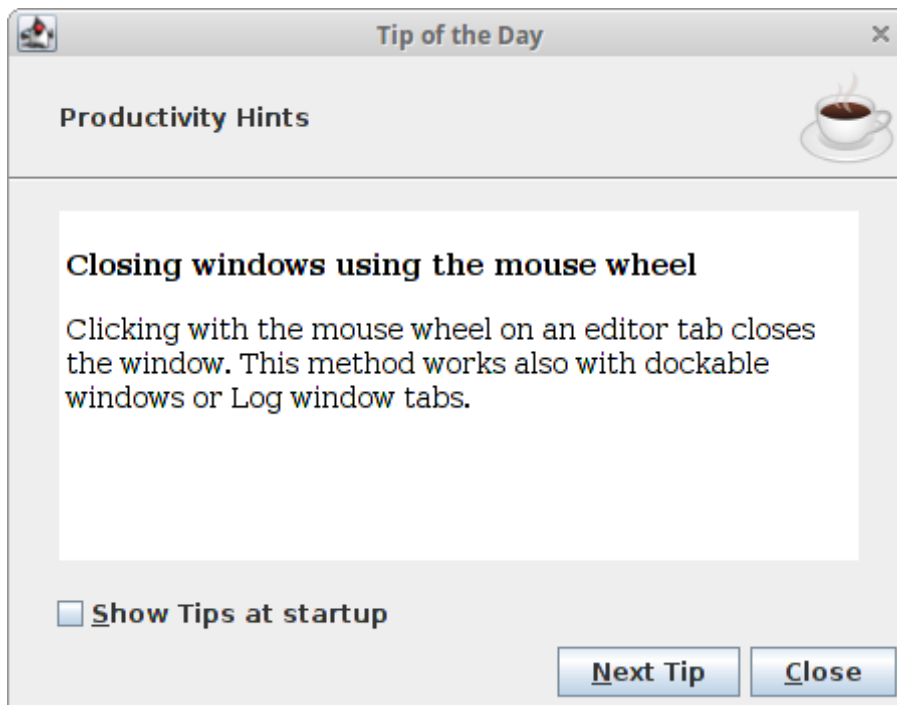 Tip of the Day
Productivity Hints
Closing windows using the mouse wheel
Clicking with the mouse wheel on an editor tab closes
the window. This method works also with dockable
windows or Log window tabs.
Show Tips at startup
Next Tip
Close